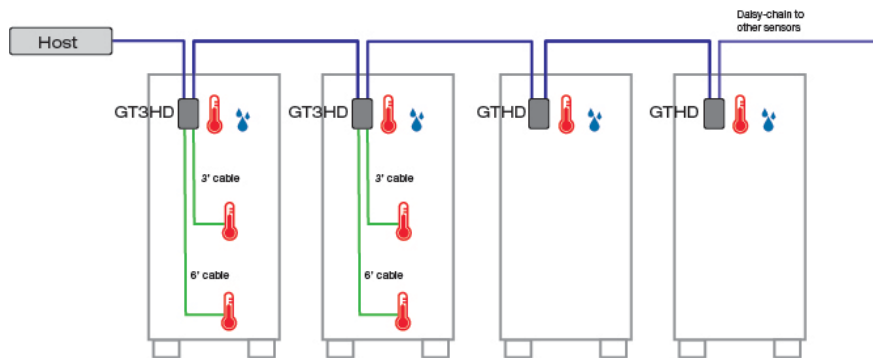 Daisy-chain to
other sensors
Host
GT3HD
GT3HD
GTHD
GTHD
3' cable
3' cable
6' cable
6' cable